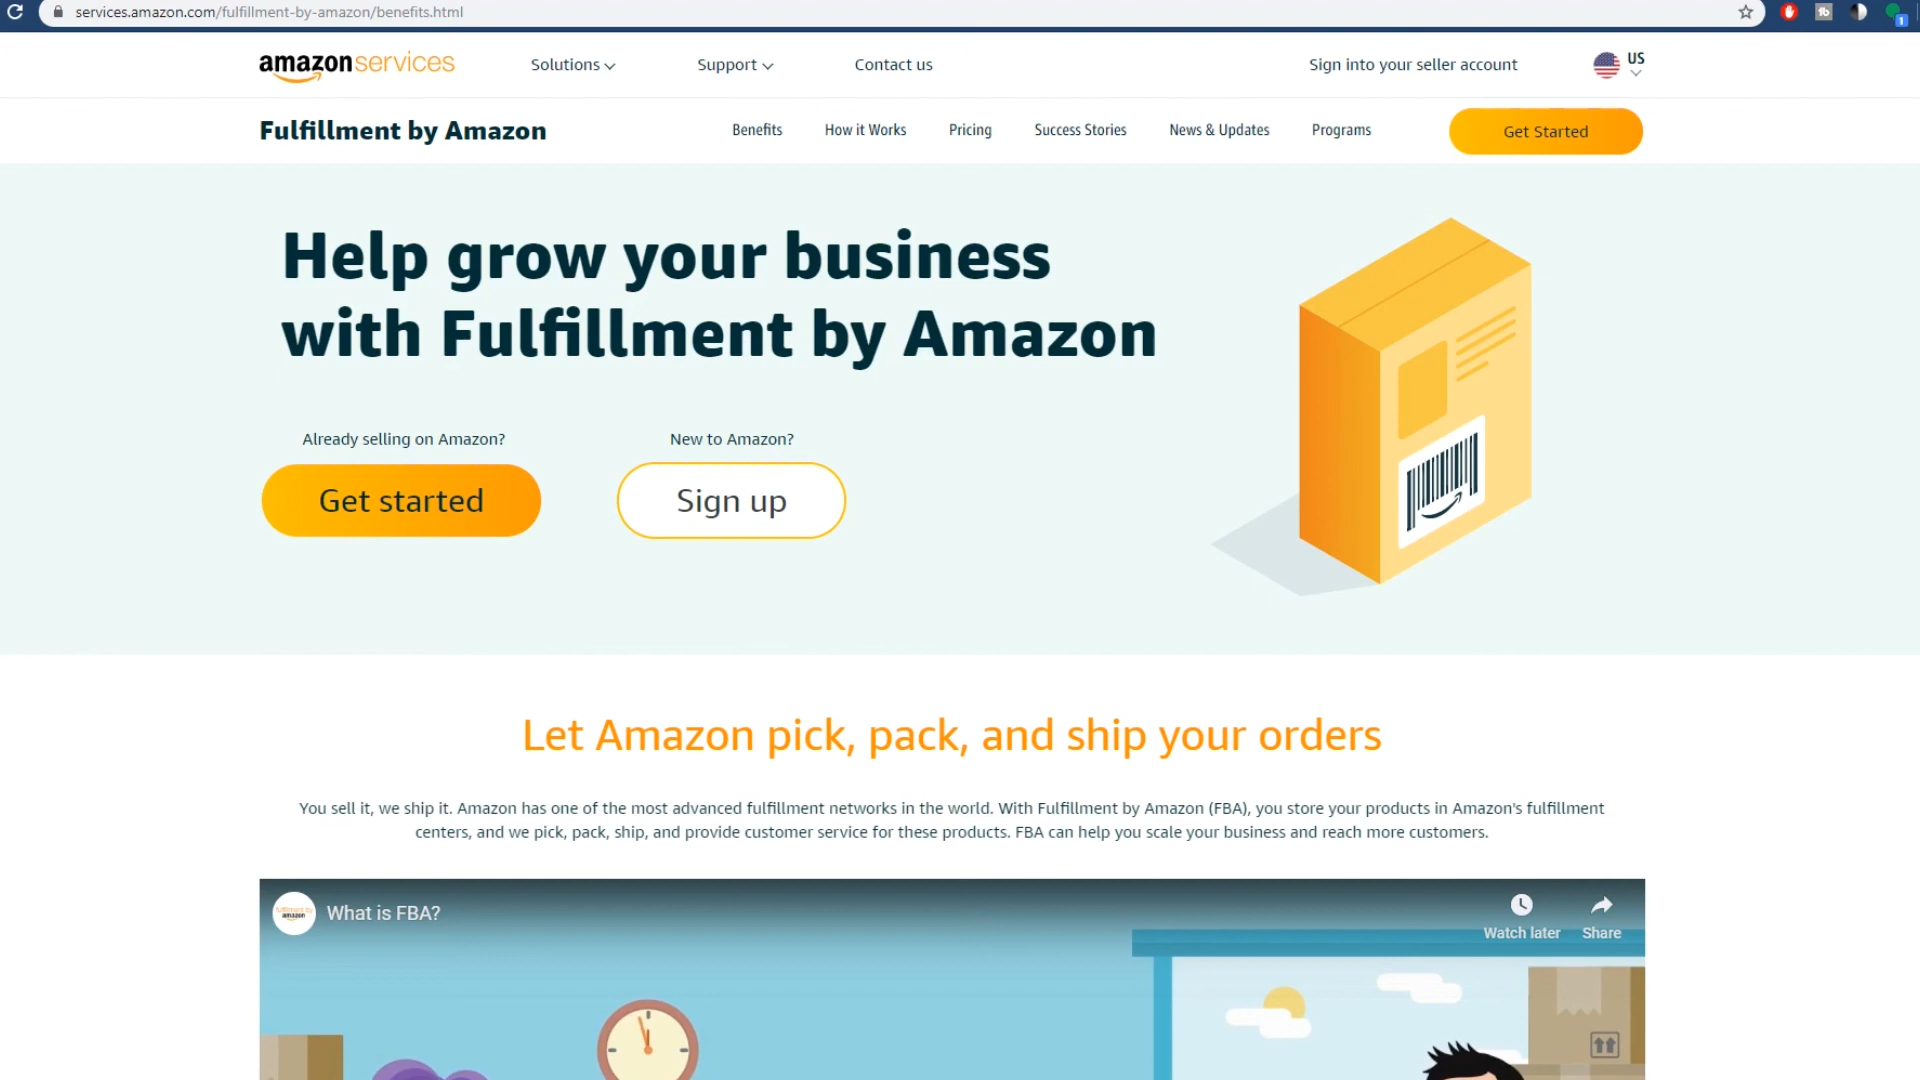 services.amazon.com/fulfillment-by-amazon/benefits.html
1
amazonservices
Solutions
Support
Contact us
Sign into your seller account
US
Fulfillment by Amazon
Benefits
How it Works
Pricing
Success Stories
News & Updates
Programs
Get Started
Help grow your business
with Fulfillment by Amazon
Already selling on Amazon?
New to Amazon?
Get started
Sign up
Let Amazon pick, pack, and ship your orders
You sell it, we ship it. Amazon has one of the most advanced fulfillment networks in the world. With Fulfillment by Amazon (FBA), you store your products in Amazon's fulfillment
centers, and we pick, pack, ship, and provide customer service for these products. FBA can help you scale your business and reach more customers.
fulfillment by
amazon
What is FBA?
Watch later
Share